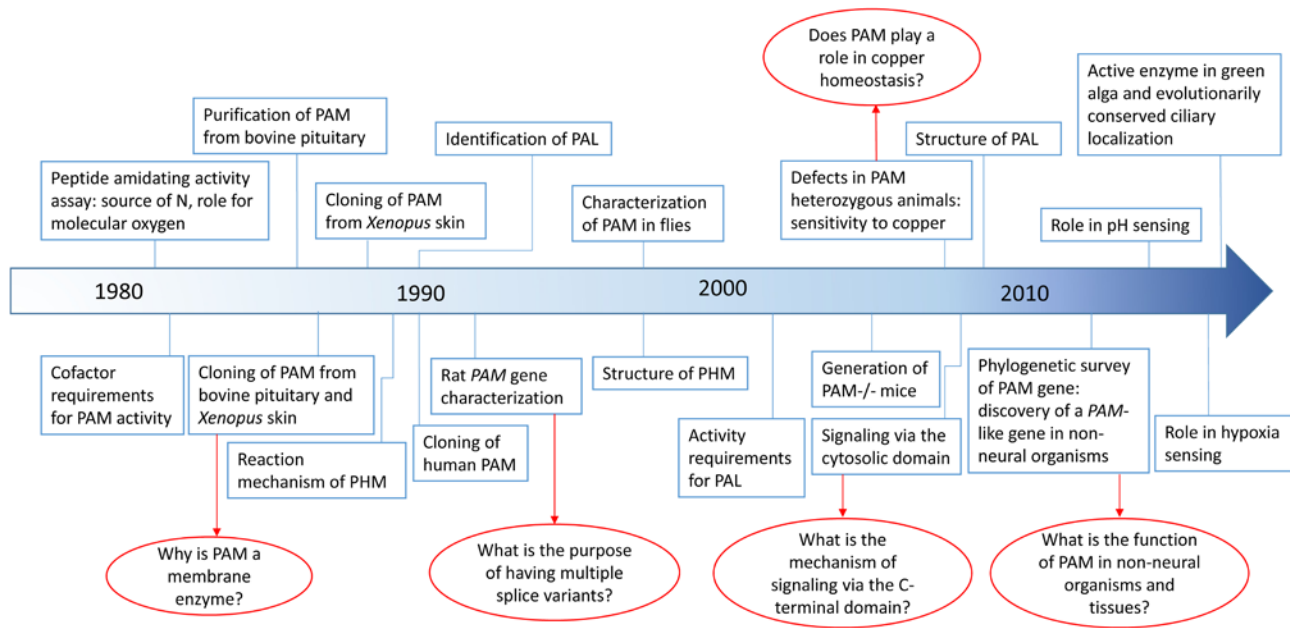 Does PAM play a
role in copper
homeostasis?
Active enzyme in green
alga and evolutionarily
conserved ciliary
localization
Purification of PAM
from bovine pituitary
Identification of PAL
Structure of PAL
Peptide amidating activity
assay: source of N, role for
molecular oxygen
Cloning of PAM
from Xenopus skin
Characterization
of PAM in flies
Defects in PAM
heterozygous animals:
sensitivity to copper
Role in pH sensing
1980
1990
2000
2010
Cofactor
requirements
for PAM activity
Cloning of PAM from
bovine pituitary and
Xenopus skin
Reaction
mechanism of PHM
Rat PAM gene
characterization
Cloning of
human PAM
Structure of PHM
Activity
requirements
for PAL
Generation of
PAM-/- mice
Signaling via the
cytosolic domain
Phylogenetic survey
of PAM gene:
discovery of a PAM-
like gene in non-
neural organisms
Role in hypoxia
sensing
Why is PAM a
membrane
enzyme?
What is the purpose
of having multiple
splice variants?
What is the
mechanism of
signaling via the C-
terminal domain?
What is the function
of PAM in non-neural
organisms and
tissues?